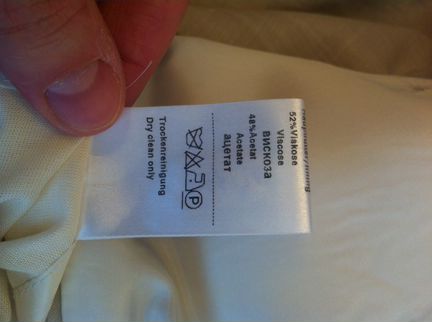 52%Viskose
Viscose
ВИСКОЗА
48%Acetat
Acetate
ацетат
P
Trockenreinigung
Dry clean only